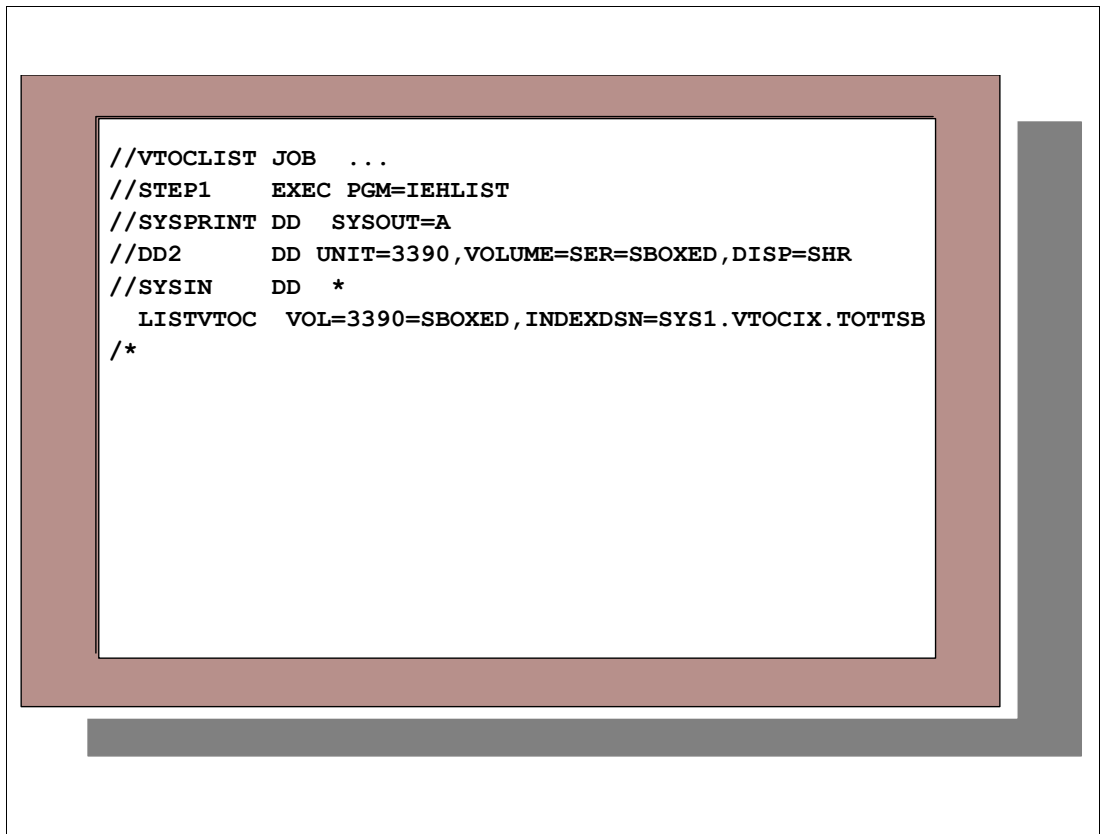 //VTOCLIST JOB   ...
//STEP1    EXEC PGM=IEHLIST
//SYSPRINT DD  SYSOUT=A
//DD2      DD UNIT=3390,VOLUME=SER=SBOXED,DISP=SHR
//SYSIN    DD  *
  LISTVTOC  VOL=3390=SBOXED,INDEXDSN=SYS1.VTOCIX.TOTTSB
/*